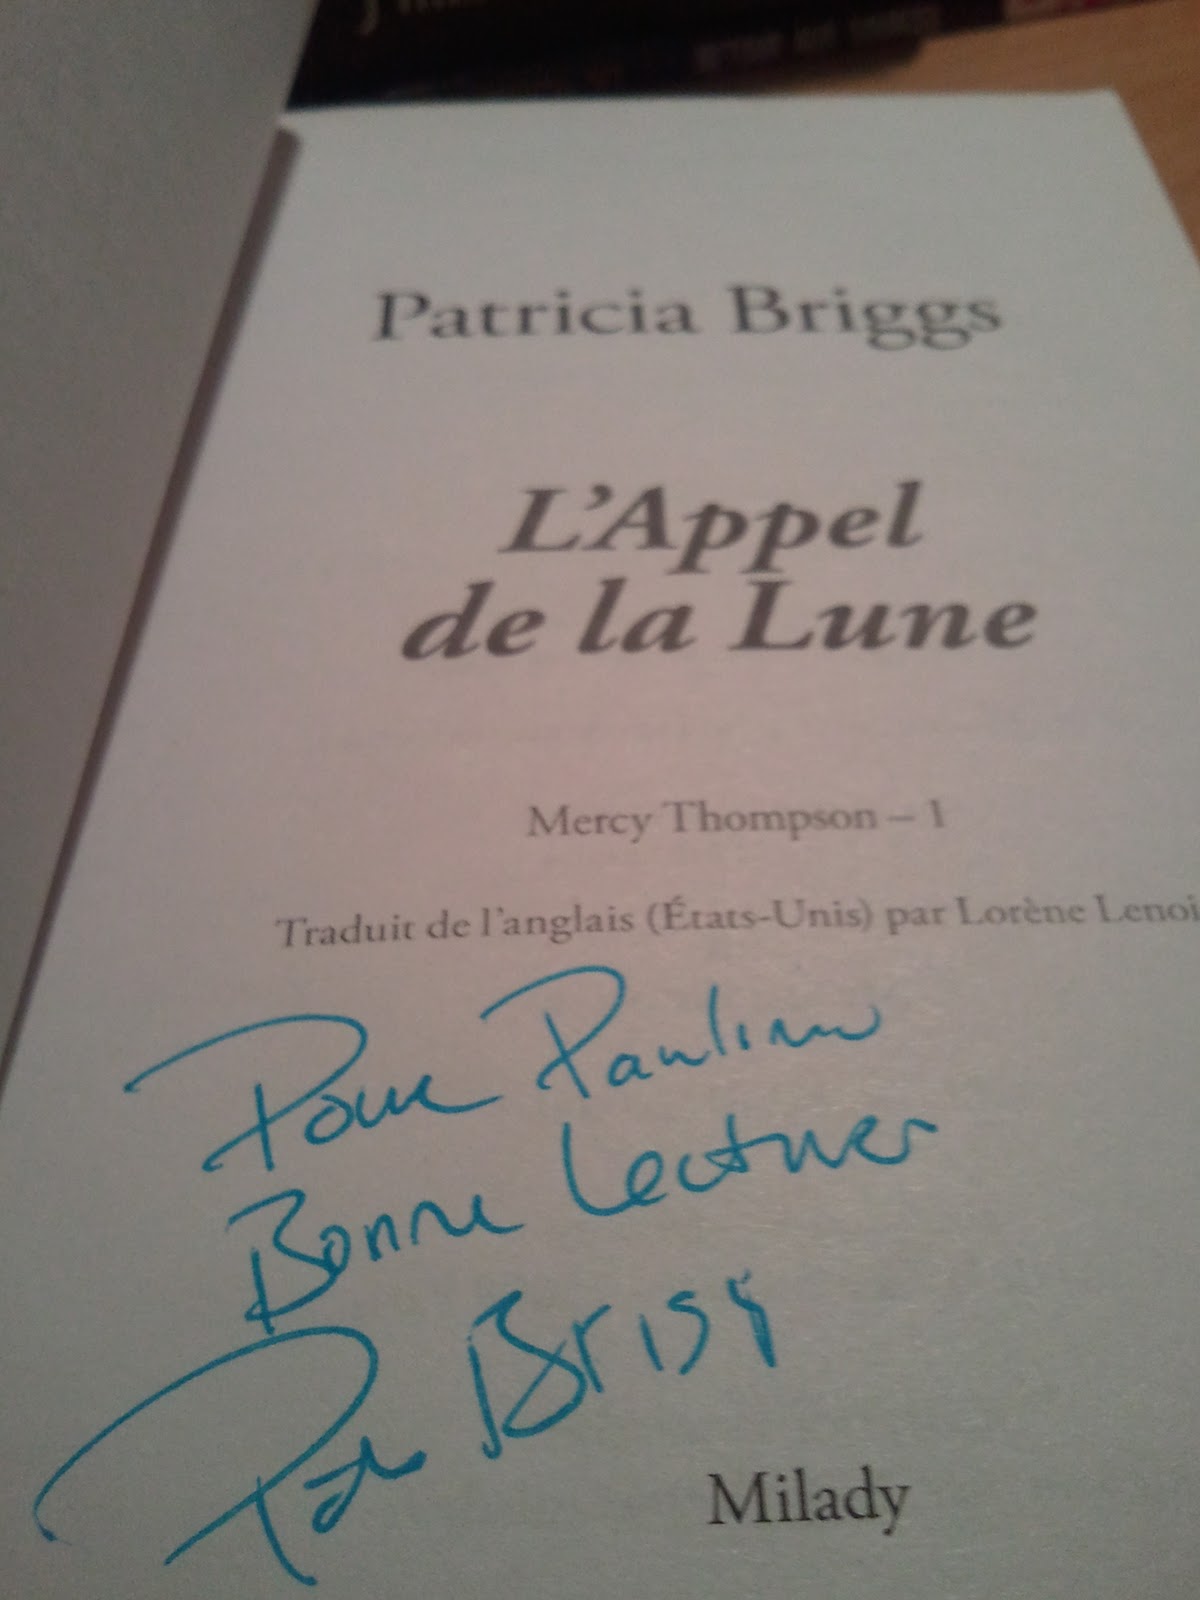 Patricia Briggs
L'Appel
de la Lune
Mercy Thompson – 1
Traduit de l'anglais (États-Unis) par Lorène Lenoi
Pour Pauline
Bonne Lecture
Pat Briggs
Milady